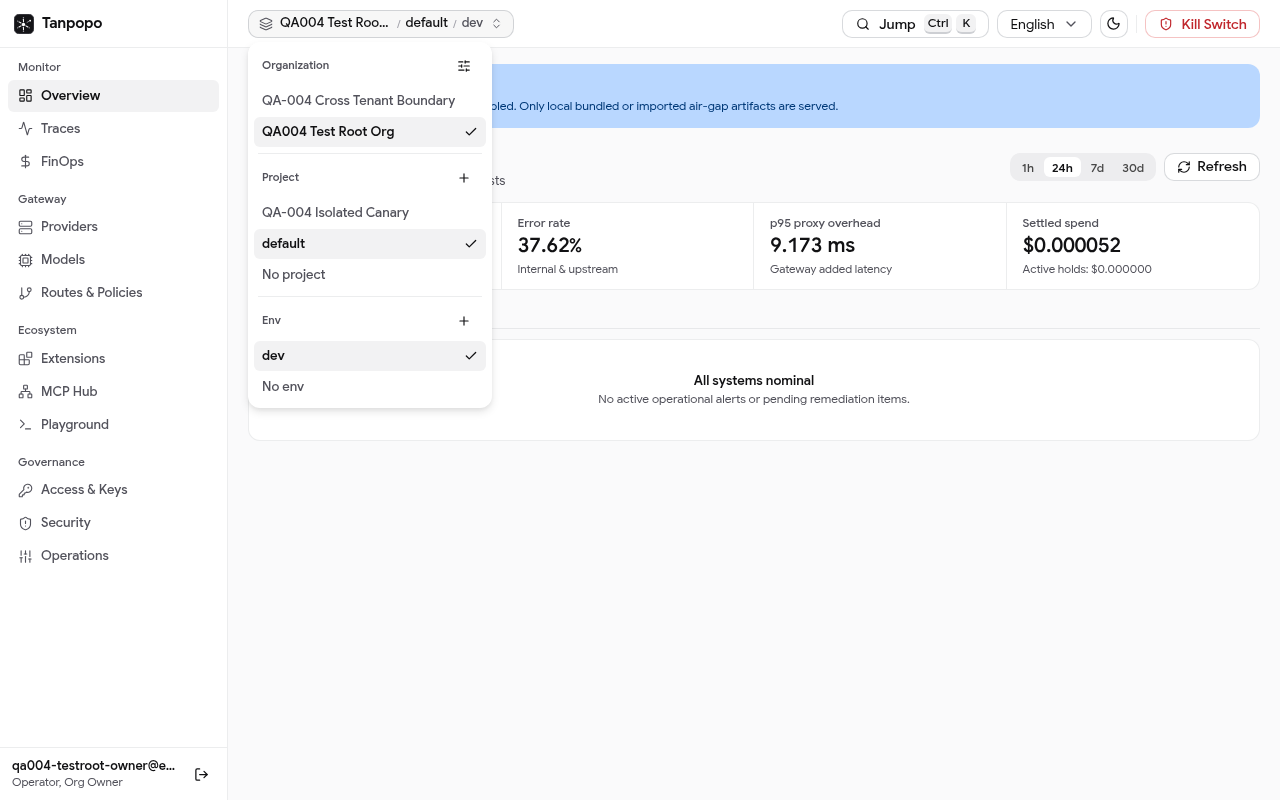 Tanpopo
QA004 Test Roo... / default / dev
Jump Ctrl K
English
Kill Switch
Monitor
Overview
Traces
FinOps
Gateway
Providers
Models
Routes & Policies
Ecosystem
Extensions
MCP Hub
Playground
Governance
Access & Keys
Security
Operations
qa004-testroot-owner@e...
Operator, Org Owner
Organization
QA-004 Cross Tenant Boundary
QA004 Test Root Org
Project
QA-004 Isolated Canary
default
No project
Env
dev
No env
Only local bundled or imported air-gap artifacts are served.
1h 24h 7d 30d
Refresh
Error rate
37.62%
Internal & upstream
p95 proxy overhead
9.173 ms
Gateway added latency
Settled spend
$0.000052
Active holds: $0.000000
All systems nominal
No active operational alerts or pending remediation items.